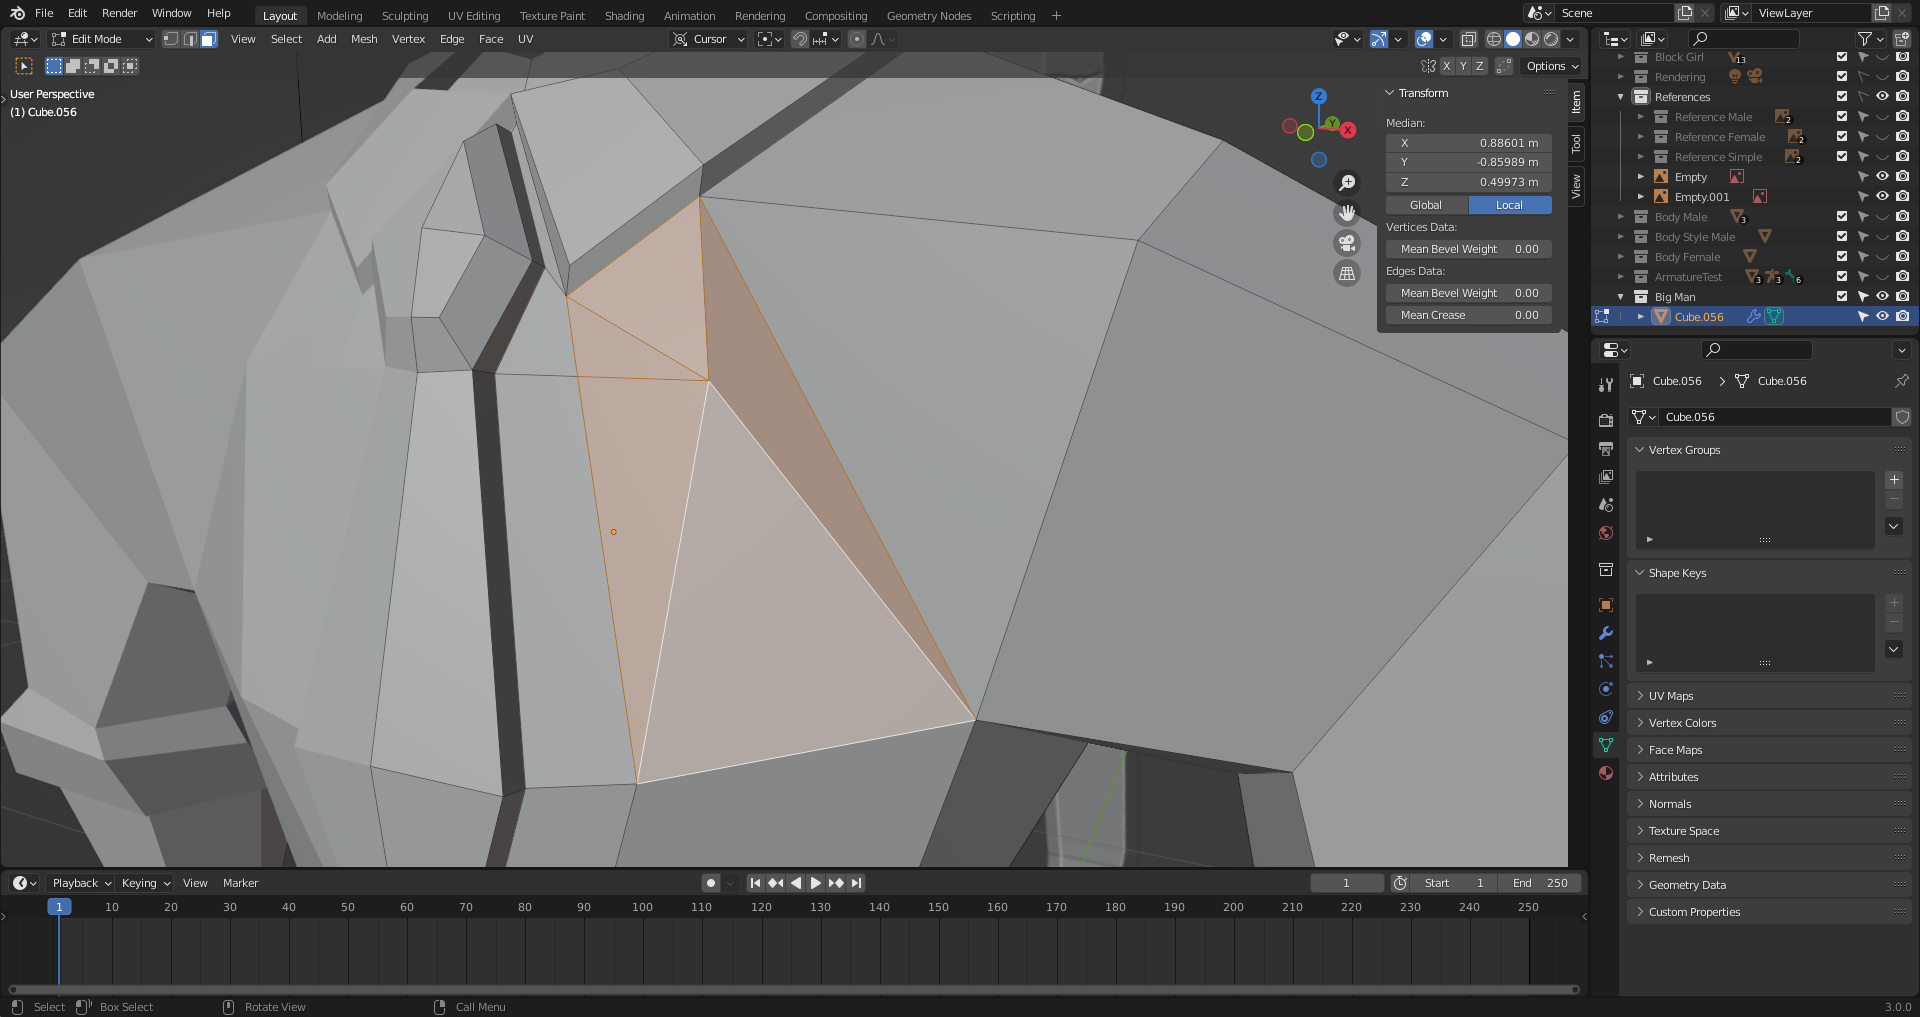 File Edit Render Window Help Layout Modeling Sculpting UV Editing Texture Paint Shading Animation Rendering Compositing Geometry Nodes Scripting + Scene ViewLayer
Edit Mode View Select Add Mesh Vertex Edge Face UV Cursor
X Y Z Options
User Perspective
(1) Cube.056
Z
Y
X
Transform
Median:
X 0.88601 m
Y -0.85989 m
Z 0.49973 m
Global Local
Vertices Data:
Mean Bevel Weight 0.00
Edges Data:
Mean Bevel Weight 0.00
Mean Crease 0.00
Item
Tool
View
Block Girl 13
Rendering
References
Reference Male 2
Reference Female 2
Reference Simple 2
Empty
Empty.001
Body Male 3
Body Style Male
Body Female
ArmatureTest 3 3 6
Big Man
Cube.056
Cube.056 > Cube.056
Cube.056
Vertex Groups
Shape Keys
UV Maps
Vertex Colors
Face Maps
Attributes
Normals
Texture Space
Remesh
Geometry Data
Custom Properties
Playback Keying View Marker 1 Start 1 End 250
1 10 20 30 40 50 60 70 80 90 100 110 120 130 140 150 160 170 180 190 200 210 220 230 240 250
Select Box Select Rotate View Call Menu 3.0.0